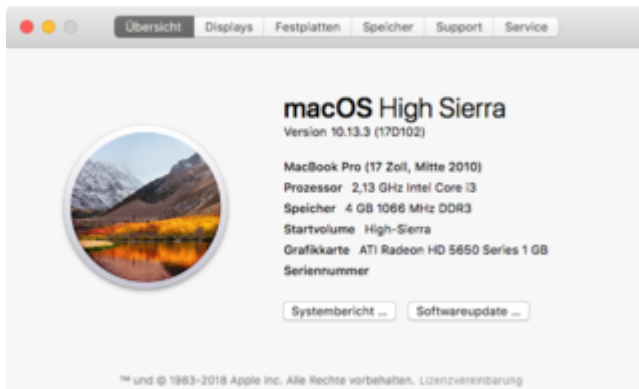 Übersicht Displays Festplatten Speicher Support Service
macOS High Sierra
Version 10.13.3 (17D102)
MacBook Pro (17 Zoll, Mitte 2010)
Prozessor 2,13 GHz Intel Core i3
Speicher 4 GB 1066 MHz DDR3
Startvolume High-Sierra
Grafikkarte ATI Radeon HD 5650 Series 1 GB
Seriennummer
Systembericht ... Softwareupdate ...
™ und © 1983-2018 Apple Inc. Alle Rechte vorbehalten. Lizenzvereinbarung